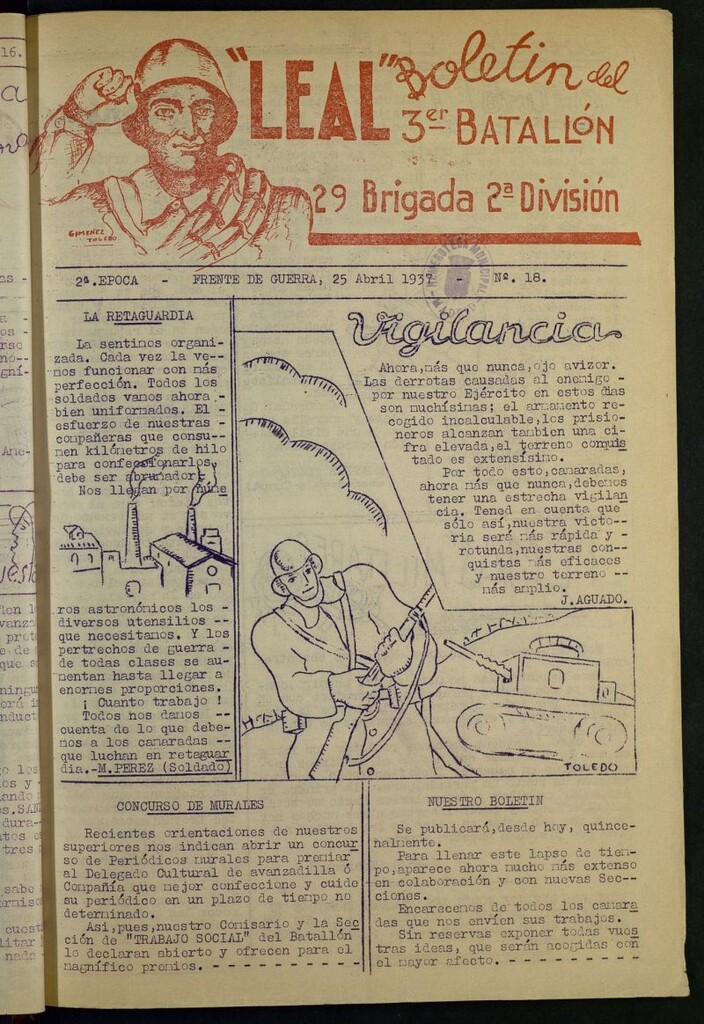 "LEAL" Boletin del
3er BATALLÓN
29 Brigada 2ª División
GIMENEZ
TOLEDO
2ª.EPOCA - FRENTE DE GUERRA, 25 Abril 1937 - Nº. 18.
LA RETAGUARDIA
La sentimos organi-
zada. Cada vez la ve--
mos funcionar con más
perfección. Todos los
soldados vamos ahora
bien uniformados. El -
esfuerzo de nuestras -
compañeras que consu--
men kilómetros de hilo
para confeccionarlos,
debe ser abrumador.
Nos llegan por núme
ros astronómicos los -
diversos utensilios --
que necesitamos. Y los
pertrechos de guerra -
de todas clases se au-
mentan hasta llegar a
enormes proporciones.
¡ Cuanto trabajo !
Todos nos damos --
cuenta de lo que debe-
mos a los camaradas --
que luchan en retaguar
dia.-M.PEREZ (Soldado)
Vigilancia
Ahora,más que nunca,ojo avizor.
Las derrotas causadas al enemigo -
por nuestro Ejército en estos dias
son muchísimas; el armamento re-
cogido incalculable,los prisio-
neros alcanzan tambien una ci-
fra elevada,el terreno conquis
tado es extensísimo.
Por todo esto,camaradas,
ahora más que nunca,debemos
tener una estrecha vigilan
cia. Tened en cuenta que
sólo así,nuestra victo--
ria será más rápida y -
rotunda,nuestras con--
quistas más eficaces
y nuestro terreno --
más amplio.
J.AGUADO.
TOLEDO
CONCURSO DE MURALES
Recientes orientaciones de nuestros
superiores nos indican abrir un concur
so de Periódicos murales para premiar
al Delegado Cultural de avanzadilla ó
Compañía que mejor confeccione y cuide
su periódico en un plazo de tiempo no
determinado.
Asi,pues,nuestro Comisario y la Sec
ción de "TRABAJO SOCIAL" del Batallón
lo declaran abierto y ofrecen para el
magnífico premios. - - - - - - - - - -
NUESTRO BOLETIN
Se publicará,desde hoy, quince-
nalmente.
Para llenar este lapso de tiem-
po,aparece ahora mucho más extenso
en colaboración y con nuevas Sec-
ciones.
Encarecemos de todos los camara
das que nos envíen sus trabajos.
Sin reservas exponer todas vues
tras ideas, que serán acogidas con
el mayor afecto. - - - - - - - - -